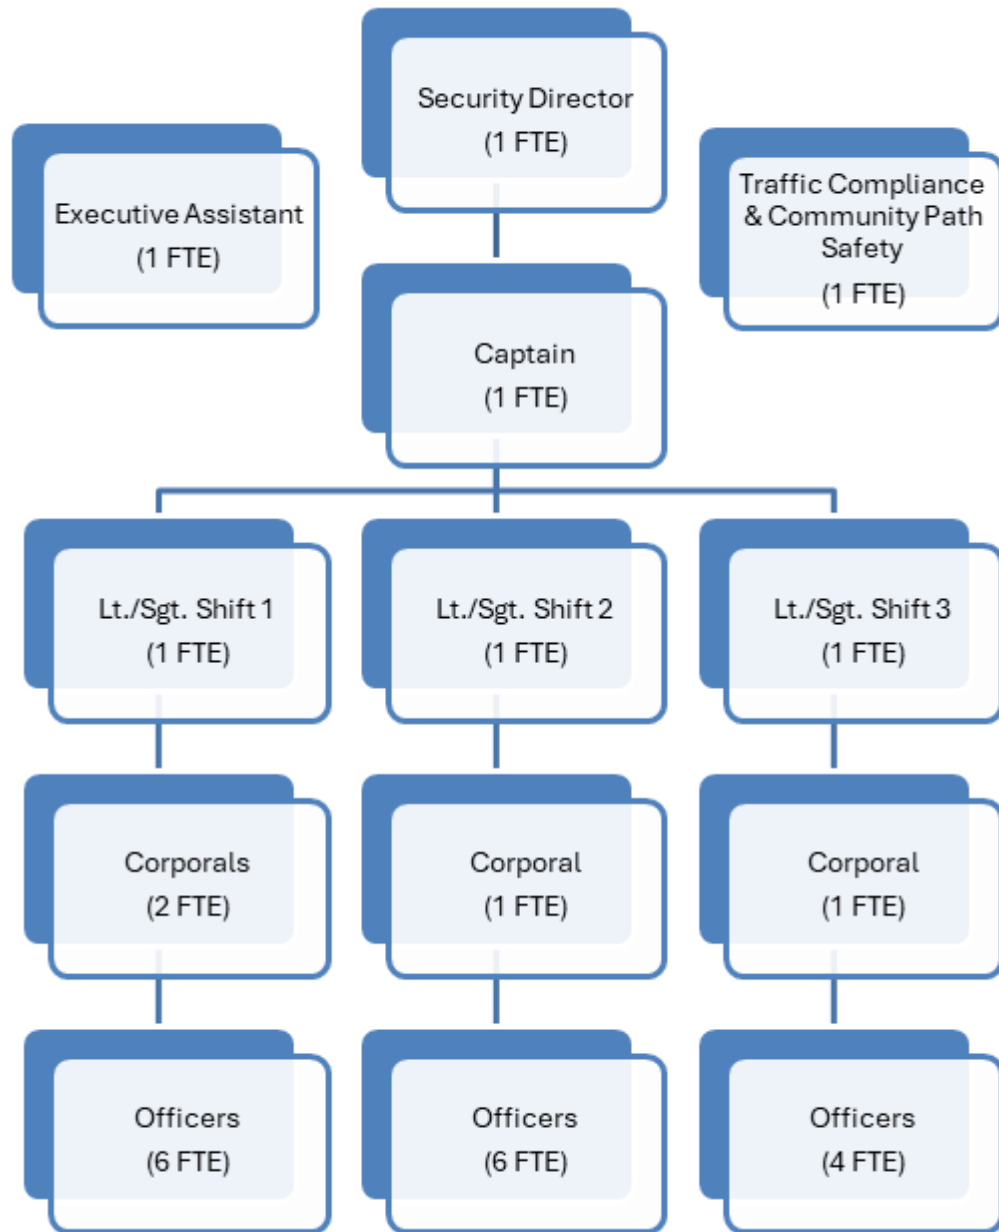 Security Director
(1 FTE)
Executive Assistant
(1 FTE)
Traffic Compliance
& Community Path
Safety
(1 FTE)
Captain
(1 FTE)
Lt./Sgt. Shift 1
(1 FTE)
Lt./Sgt. Shift 2
(1 FTE)
Lt./Sgt. Shift 3
(1 FTE)
Corporals
(2 FTE)
Corporal
(1 FTE)
Corporal
(1 FTE)
Officers
(6 FTE)
Officers
(6 FTE)
Officers
(4 FTE)